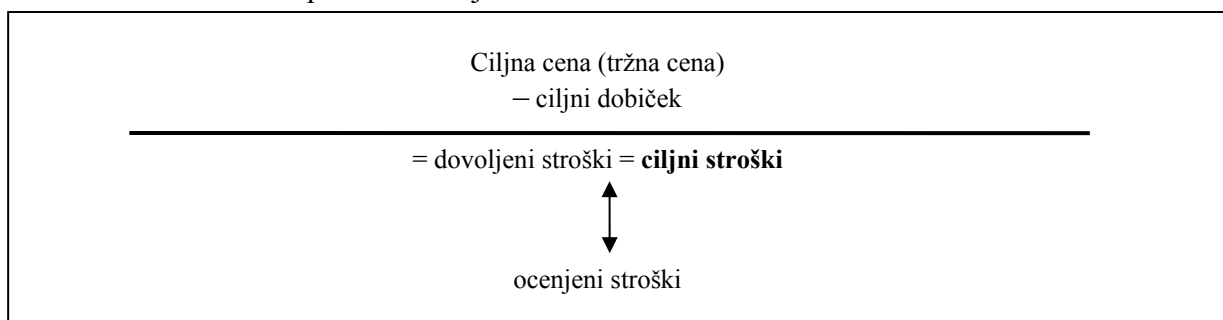 Ciljna cena (tržna cena)
– ciljni dobiček
= dovoljeni stroški = ciljni stroški
ocenjeni stroški